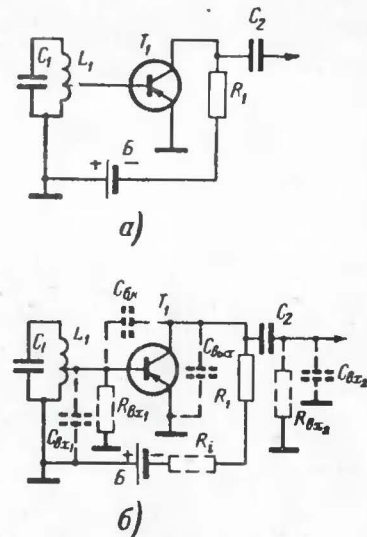 C₁ L₁ T₁ C₂
R₁
Б
+ −
а)
Cбк T₁
C₁ L₁ Cвых C₂
R₁ Cвх₂
Cвх₁ Rвх₁ Rвх₂
+ − Ri
Б
б)